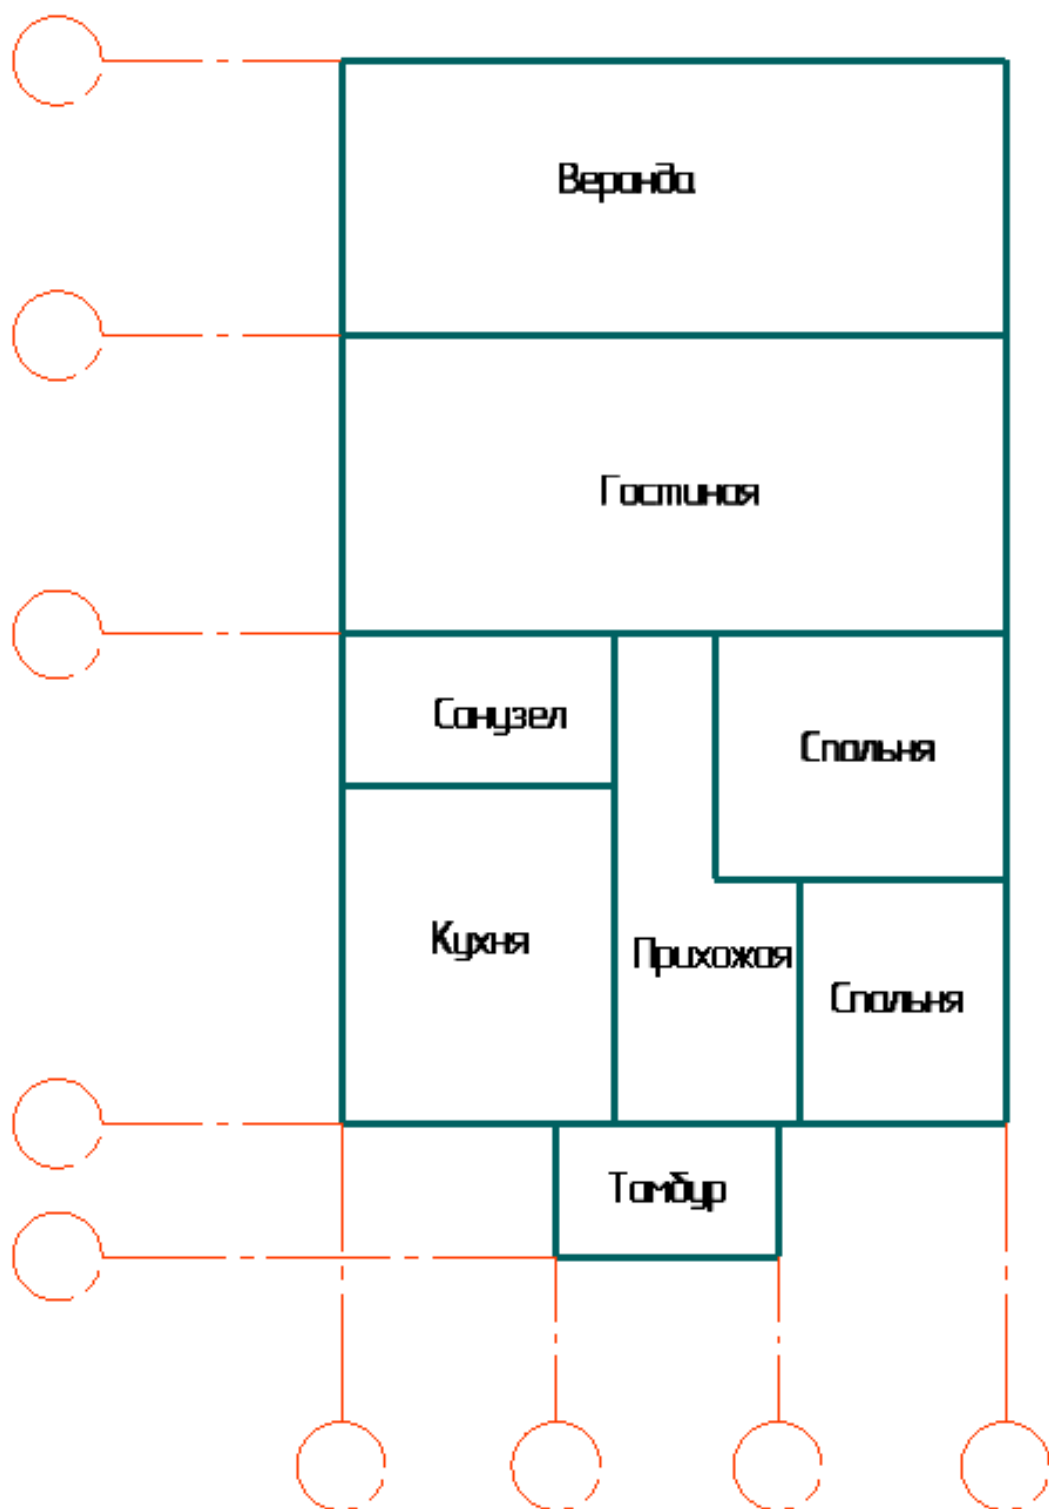 Веранда
Гостиная
Санузел
Спальня
Кухня
Прихожая
Спальня
Тамбур